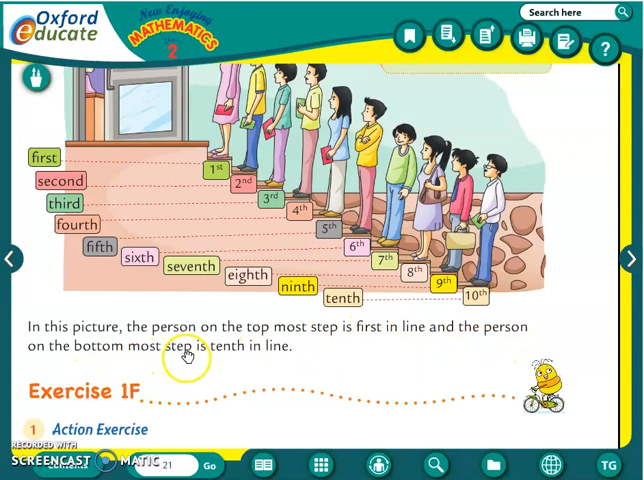 Oxford
educate
New Enjoying
MATHEMATICS
2
Search here
?
first
1st
second
2nd
third
3rd
fourth
4th
fifth
5th
sixth
6th
seventh
7th
eighth
8th
ninth
9th
tenth
10th
In this picture, the person on the top most step is first in line and the person
on the bottom most step is tenth in line.
Exercise 1F
1 Action Exercise
RECORDED WITH
SCREENCAST MATIC
Contents
21
Go
TG